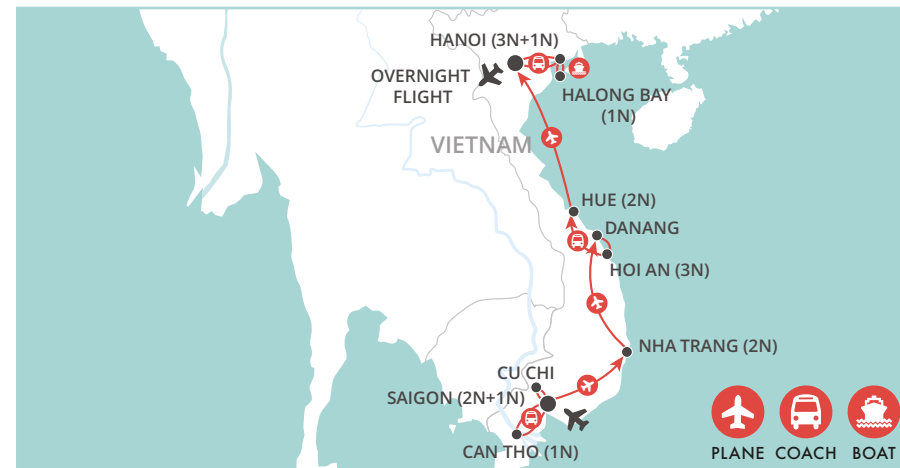 HANOI (3N+1N)
OVERNIGHT
FLIGHT
HALONG BAY
(1N)
VIETNAM
HUE (2N)
DANANG
HOI AN (3N)
NHA TRANG (2N)
CU CHI
SAIGON (2N+1N)
CAN THO (1N)
PLANE COACH BOAT